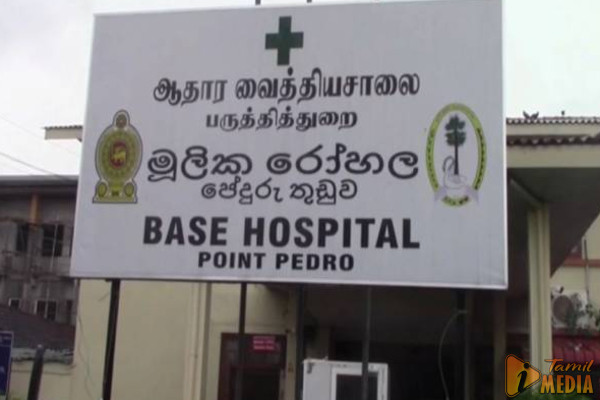 ஆதார வைத்தியசாலை
பருத்தித்துறை
මූලික රෝහල
පේදුරු තුඩුව
BASE HOSPITAL
POINT PEDRO
Tamil
MEDIA